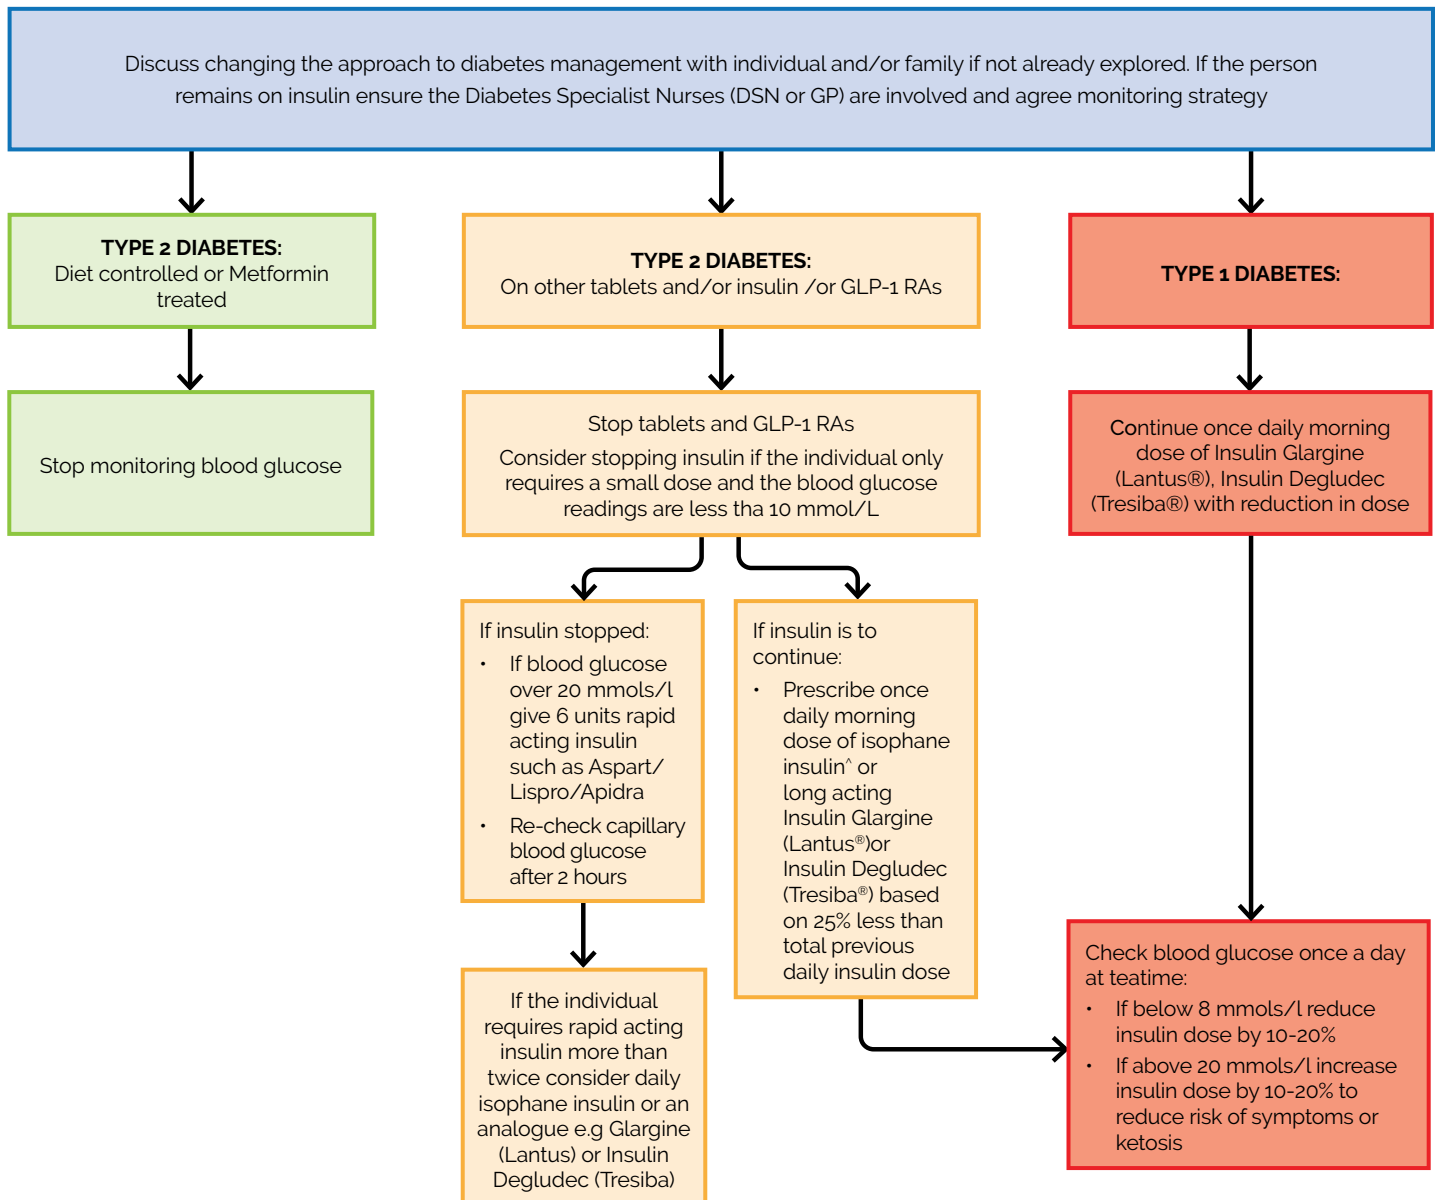 Discuss changing the approach to diabetes management with individual and/or family if not already explored. If the person
remains on insulin ensure the Diabetes Specialist Nurses (DSN or GP) are involved and agree monitoring strategy
TYPE 2 DIABETES:
Diet controlled or Metformin
treated
Stop monitoring blood glucose
TYPE 2 DIABETES:
On other tablets and/or insulin /or GLP-1 RAs
Stop tablets and GLP-1 RAs
Consider stopping insulin if the individual only
requires a small dose and the blood glucose
readings are less tha 10 mmol/L
If insulin stopped:
• If blood glucose
over 20 mmols/l
give 6 units rapid
acting insulin
such as Aspart/
Lispro/Apidra
• Re-check capillary
blood glucose
after 2 hours
If the individual
requires rapid acting
insulin more than
twice consider daily
isophane insulin or an
analogue e.g Glargine
(Lantus) or Insulin
Degludec (Tresiba)
If insulin is to
continue:
• Prescribe once
daily morning
dose of isophane
insulin^ or
long acting
Insulin Glargine
(Lantus®)or
Insulin Degludec
(Tresiba®) based
on 25% less than
total previous
daily insulin dose
TYPE 1 DIABETES:
Continue once daily morning
dose of Insulin Glargine
(Lantus®), Insulin Degludec
(Tresiba®) with reduction in dose
Check blood glucose once a day
at teatime:
• If below 8 mmols/l reduce
insulin dose by 10-20%
• If above 20 mmols/l increase
insulin dose by 10-20% to
reduce risk of symptoms or
ketosis